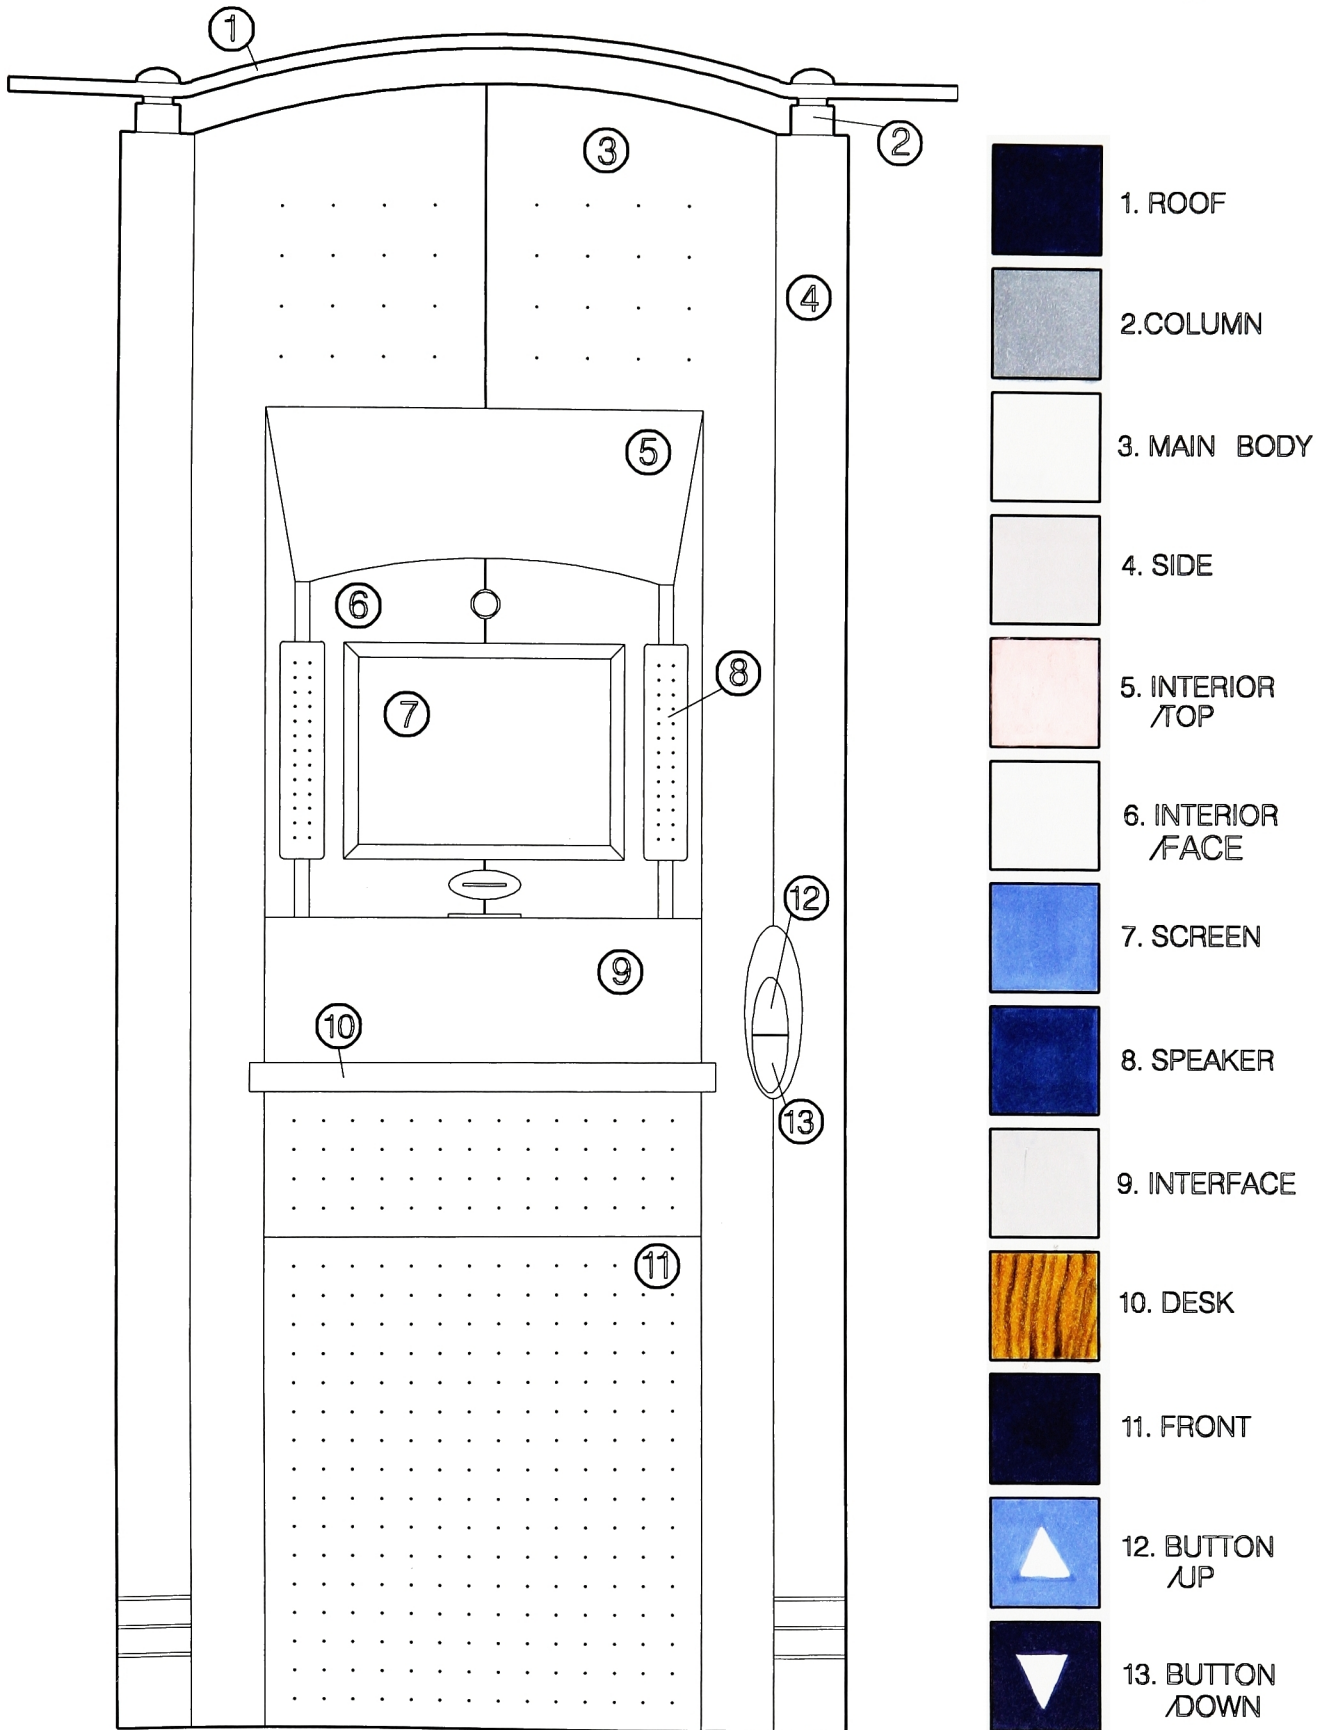 1
2
3
4
5
6
7
8
9
10
11
12
13
1. ROOF
2.COLUMN
3. MAIN BODY
4. SIDE
5. INTERIOR
/TOP
6. INTERIOR
/FACE
7. SCREEN
8. SPEAKER
9. INTERFACE
10. DESK
11. FRONT
12. BUTTON
/UP
13. BUTTON
/DOWN